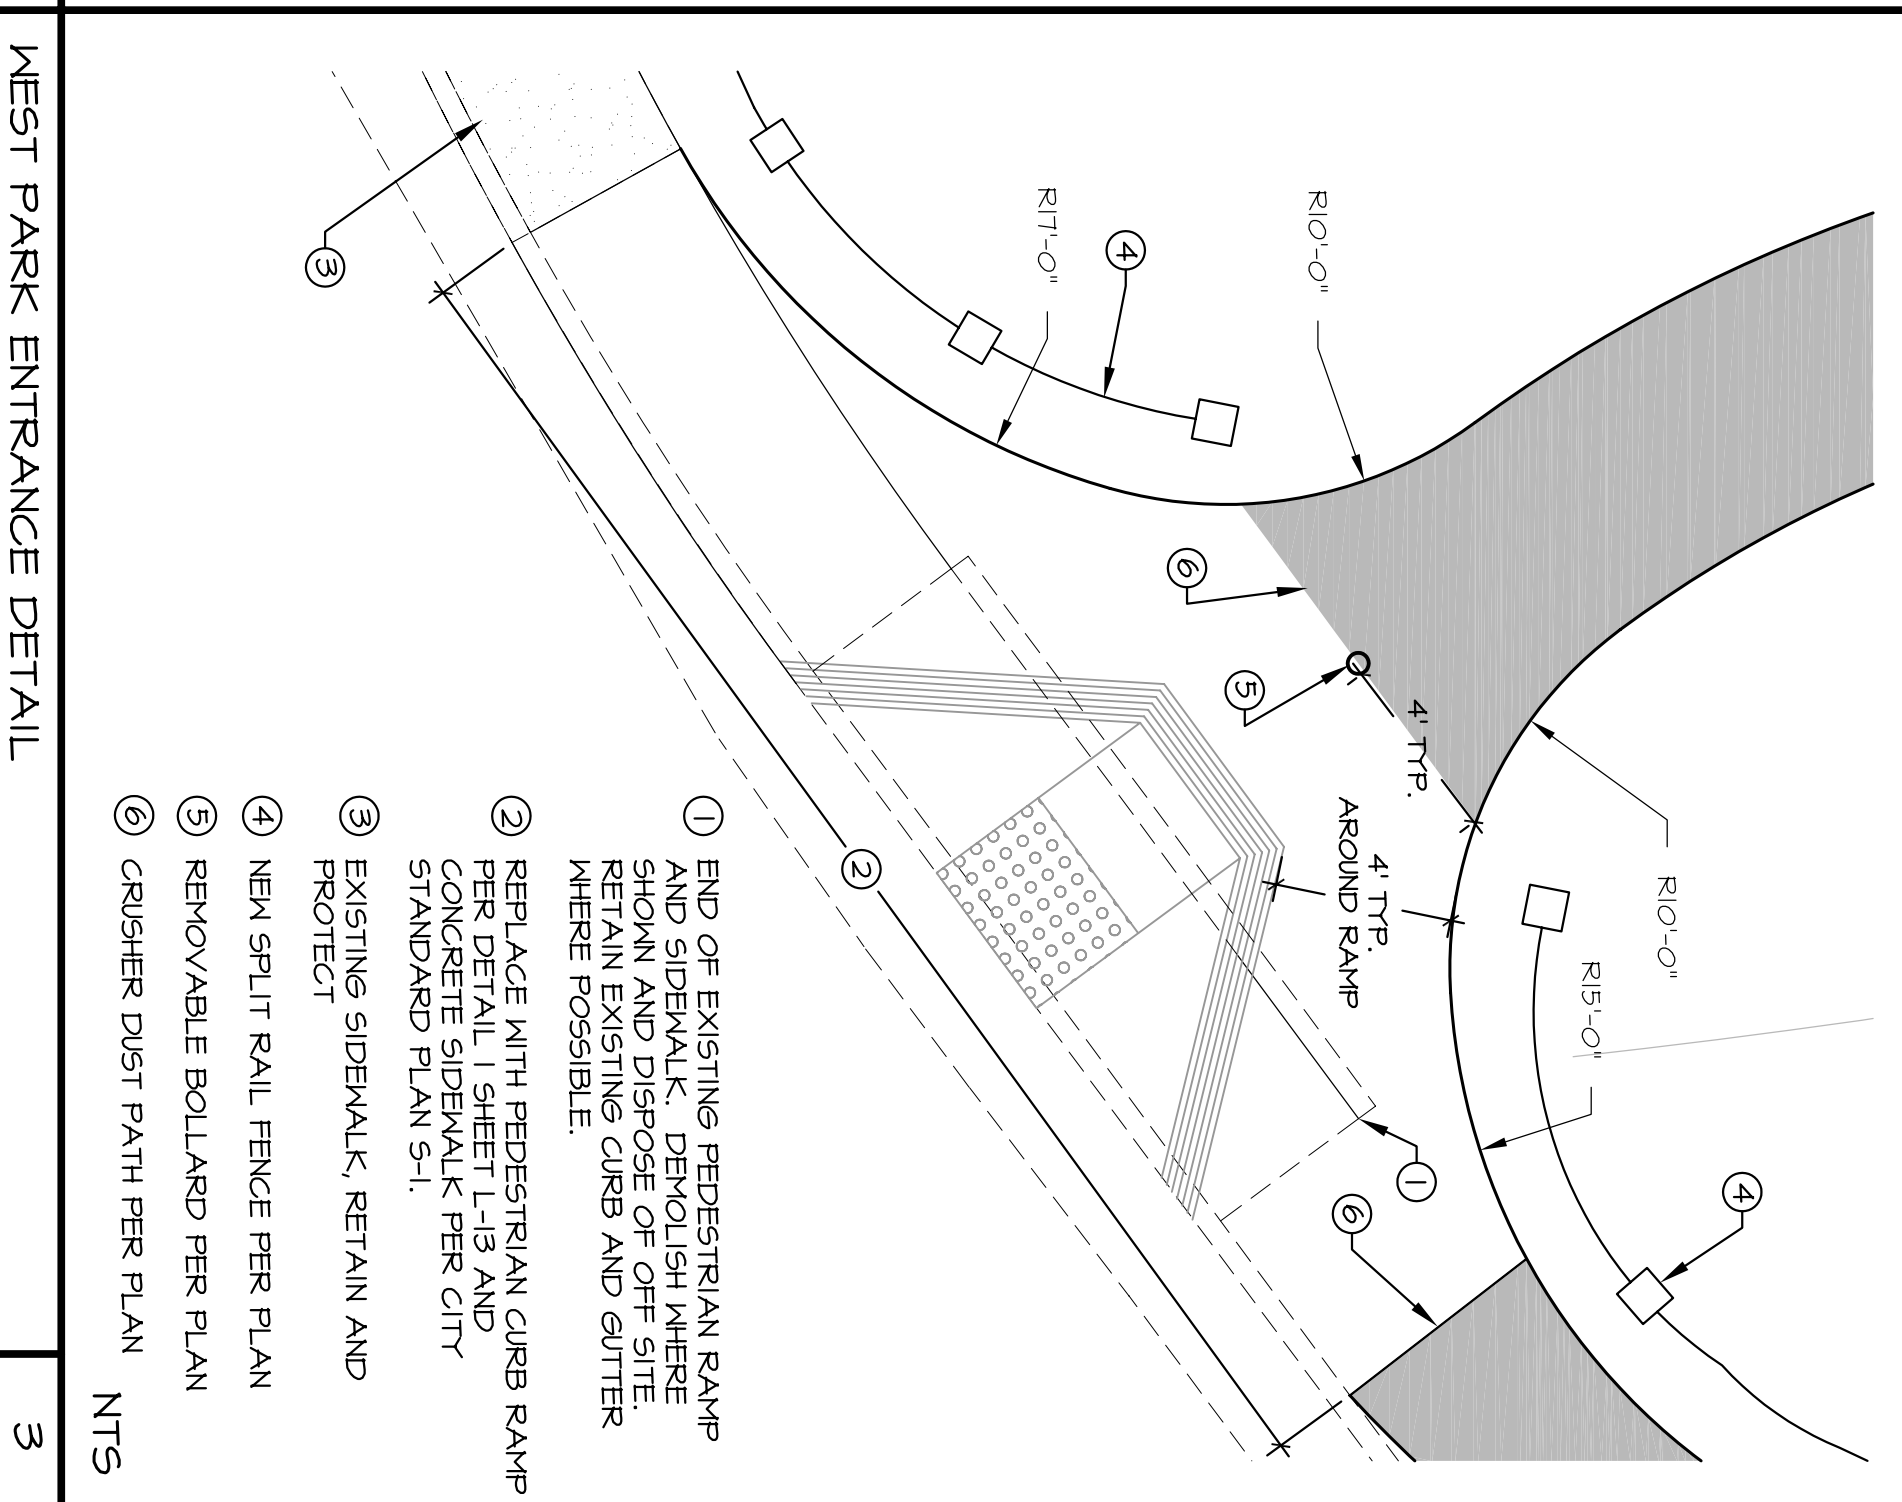 R10'-0"
R17'-0"
4
3
6
5
4' TYP.
4' TYP.
AROUND RAMP
R10'-0"
R15'-0"
4
1
6
2
1 END OF EXISTING PEDESTRIAN RAMP
AND SIDEWALK. DEMOLISH WHERE
SHOWN AND DISPOSE OF OFF SITE.
RETAIN EXISTING CURB AND GUTTER
WHERE POSSIBLE.
2 REPLACE WITH PEDESTRIAN CURB RAMP
PER DETAIL 1 SHEET L-13 AND
CONCRETE SIDEWALK PER CITY
STANDARD PLAN S-1.
3 EXISTING SIDEWALK, RETAIN AND
PROTECT
4 NEW SPLIT RAIL FENCE PER PLAN
5 REMOVABLE BOLLARD PER PLAN
6 CRUSHER DUST PATH PER PLAN
NTS
WEST PARK ENTRANCE DETAIL
3